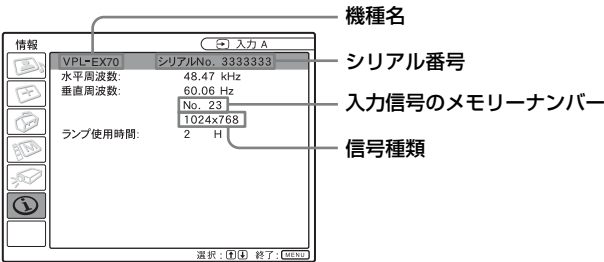 機種名
情報
入力 A
VPL-EX70 シリアルNo. 3333333
シリアル番号
水平周波数: 48.47 kHz
垂直周波数: 60.06 Hz
No. 23
入力信号のメモリーナンバー
1024x768
ランプ使用時間: 2 H
信号種類
選択: 終了: MENU